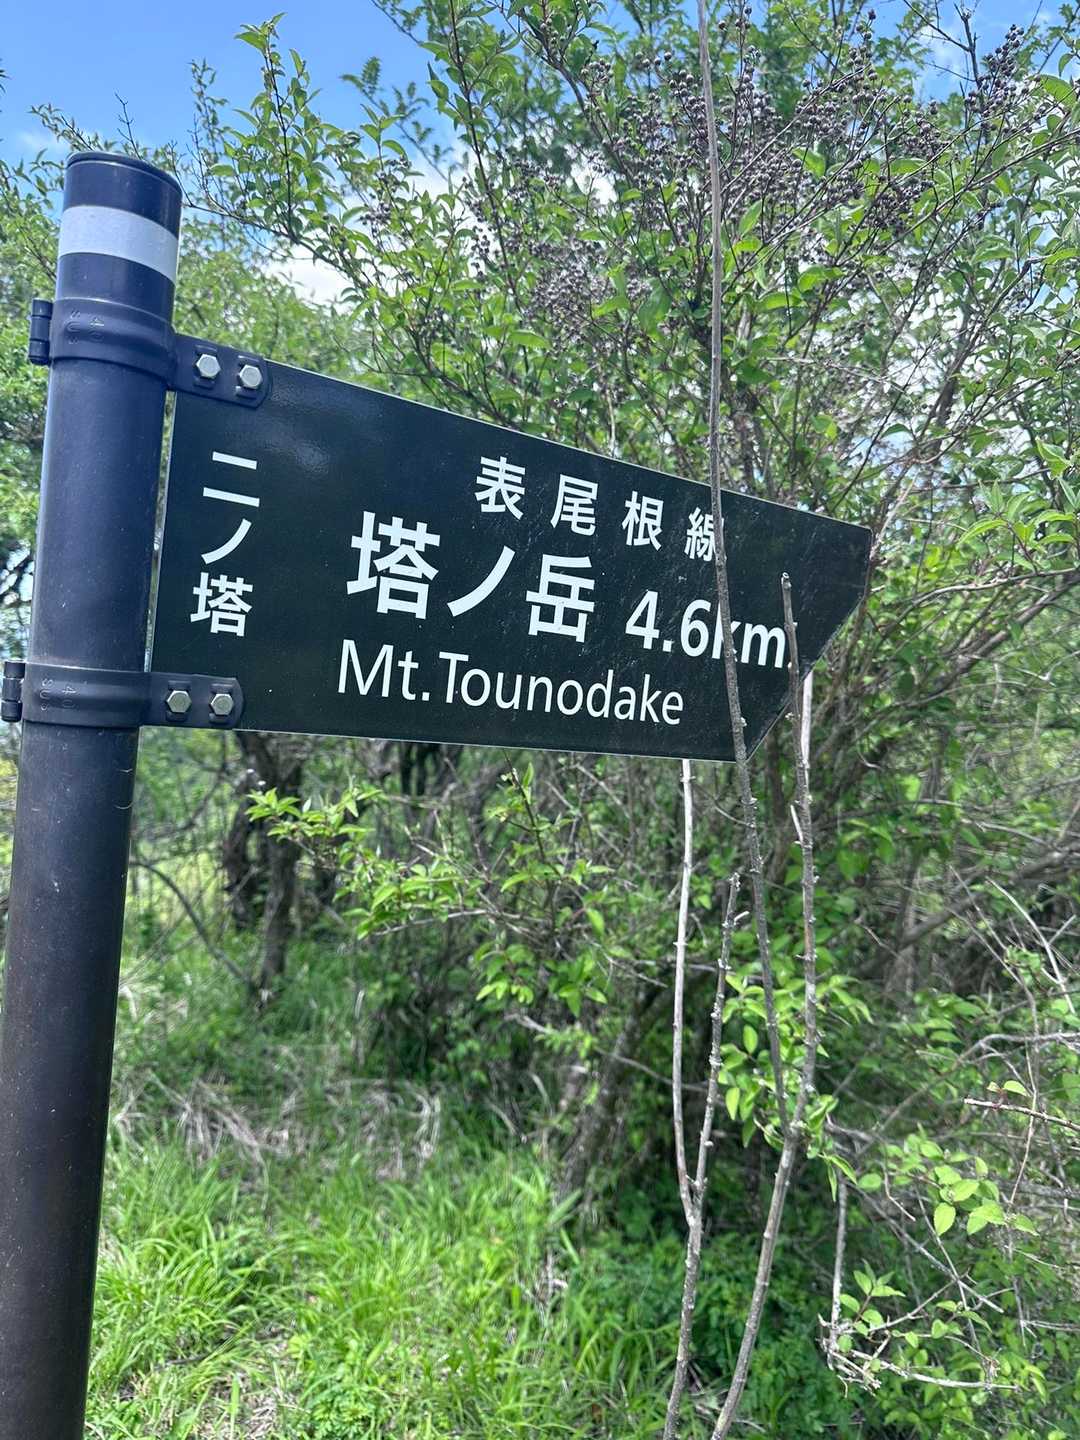 二ノ塔
表尾根線
塔ノ岳 4.6km
Mt.Tounodake